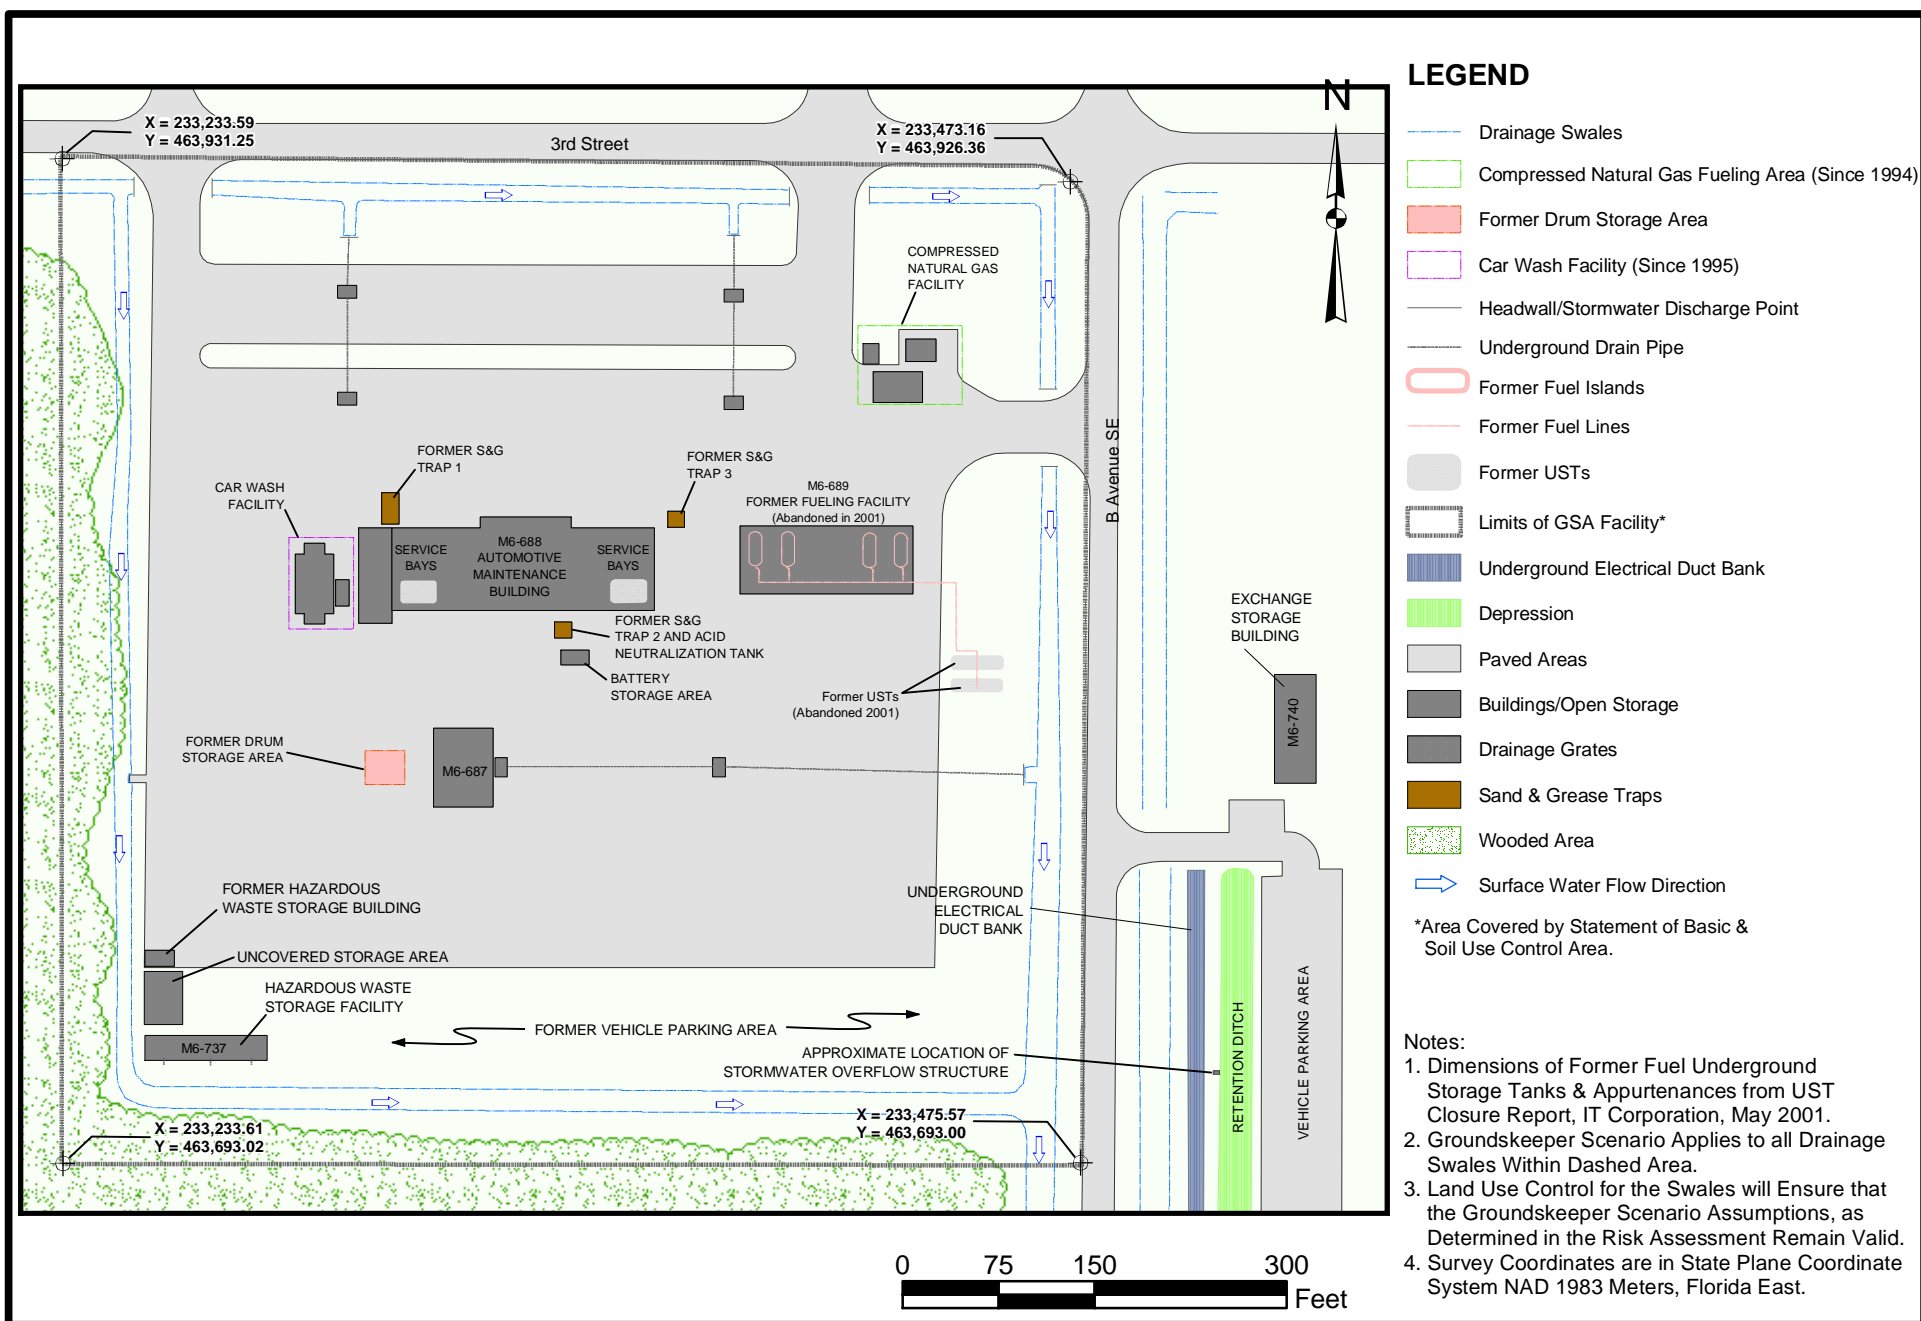 X = 233,233.59
Y = 463,931.25
3rd Street
X = 233,473.16
Y = 463,926.36
N
COMPRESSED
NATURAL GAS
FACILITY
B Avenue SE
FORMER S&G
TRAP 1
FORMER S&G
TRAP 3
CAR WASH
FACILITY
M6-689
FORMER FUELING FACILITY
(Abandoned in 2001)
SERVICE
BAYS
M6-688
AUTOMOTIVE
MAINTENANCE
BUILDING
SERVICE
BAYS
FORMER S&G
TRAP 2 AND ACID
NEUTRALIZATION TANK
BATTERY
STORAGE AREA
Former USTs
(Abandoned 2001)
EXCHANGE
STORAGE
BUILDING
M6-740
FORMER DRUM
STORAGE AREA
M6-687
FORMER HAZARDOUS
WASTE STORAGE BUILDING
UNCOVERED STORAGE AREA
HAZARDOUS WASTE
STORAGE FACILITY
M6-737
FORMER VEHICLE PARKING AREA
UNDERGROUND
ELECTRICAL
DUCT BANK
APPROXIMATE LOCATION OF
STORMWATER OVERFLOW STRUCTURE
RETENTION DITCH
VEHICLE PARKING AREA
X = 233,233.61
Y = 463,693.02
X = 233,475.57
Y = 463,693.00
0 75 150 300
Feet
LEGEND
Drainage Swales
Compressed Natural Gas Fueling Area (Since 1994)
Former Drum Storage Area
Car Wash Facility (Since 1995)
Headwall/Stormwater Discharge Point
Underground Drain Pipe
Former Fuel Islands
Former Fuel Lines
Former USTs
Limits of GSA Facility*
Underground Electrical Duct Bank
Depression
Paved Areas
Buildings/Open Storage
Drainage Grates
Sand & Grease Traps
Wooded Area
Surface Water Flow Direction
*Area Covered by Statement of Basic &
Soil Use Control Area.
Notes:
1. Dimensions of Former Fuel Underground
Storage Tanks & Appurtenances from UST
Closure Report, IT Corporation, May 2001.
2. Groundskeeper Scenario Applies to all Drainage
Swales Within Dashed Area.
3. Land Use Control for the Swales will Ensure that
the Groundskeeper Scenario Assumptions, as
Determined in the Risk Assessment Remain Valid.
4. Survey Coordinates are in State Plane Coordinate
System NAD 1983 Meters, Florida East.